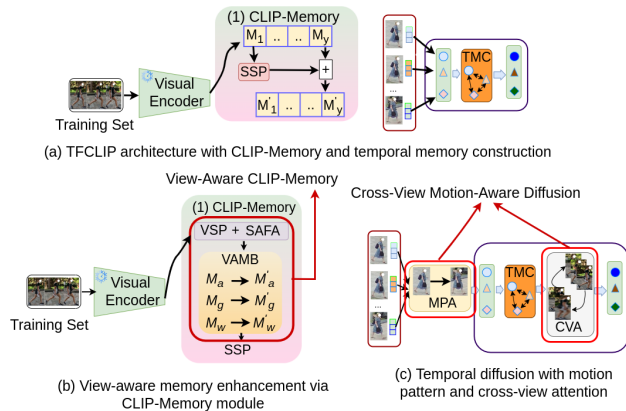 (1) CLIP-Memory
M1 .. .. My
SSP
+
M'1 .. .. M'y
Visual
Encoder
Training Set
TMC
...
(a) TFCLIP architecture with CLIP-Memory and temporal memory construction
View-Aware CLIP-Memory
(1) CLIP-Memory
VSP + SAFA
VAMB
Ma M'a
Mg M'g
Mw M'w
SSP
Visual
Encoder
Training Set
(b) View-aware memory enhancement via
CLIP-Memory module
Cross-View Motion-Aware Diffusion
...
MPA
TMC
CVA
(c) Temporal diffusion with motion
pattern and cross-view attention